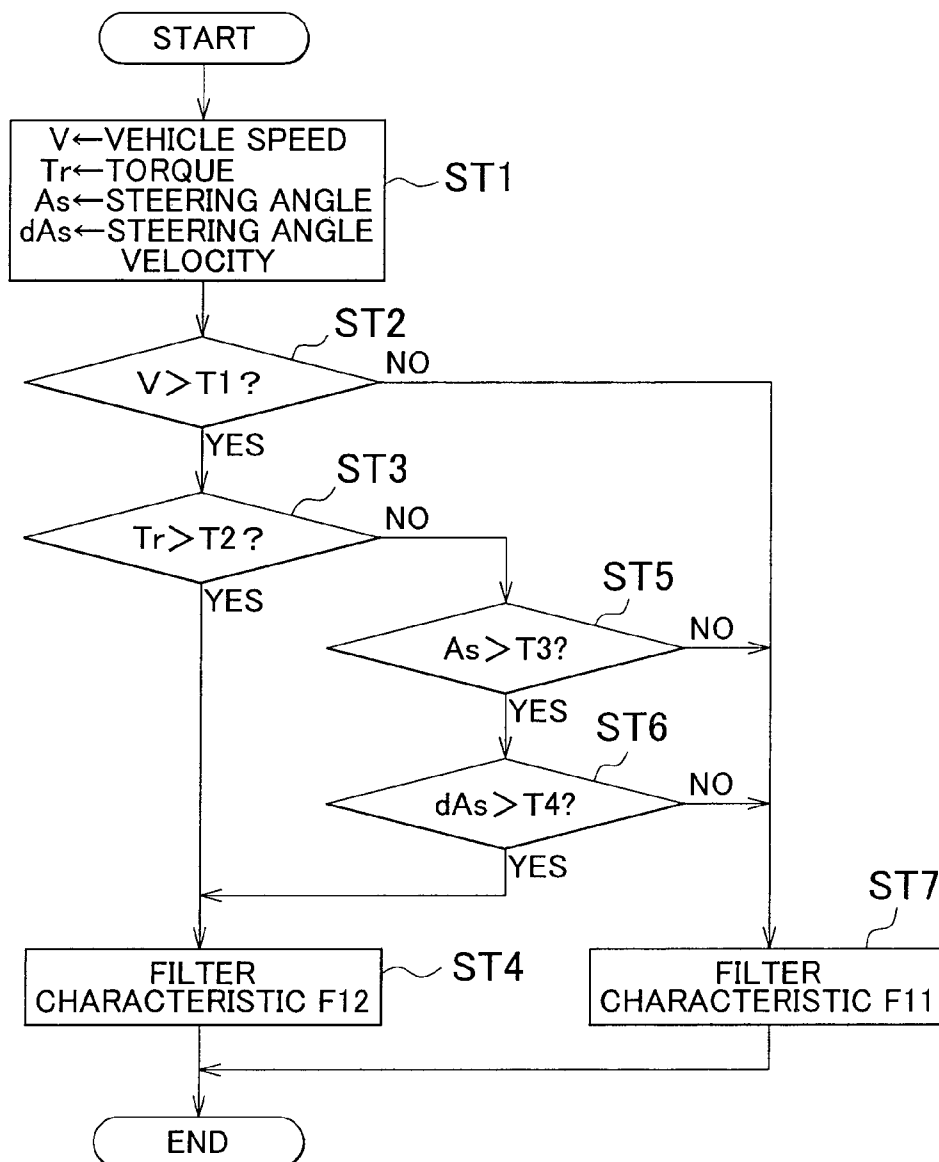 START
V←VEHICLE SPEED
Tr←TORQUE
As←STEERING ANGLE
dAs←STEERING ANGLE
VELOCITY
ST1
ST2
V>T1?
NO
YES
ST3
Tr>T2?
NO
YES
ST5
As>T3?
NO
YES
ST6
dAs>T4?
NO
YES
ST7
FILTER
CHARACTERISTIC F12
ST4
FILTER
CHARACTERISTIC F11
END